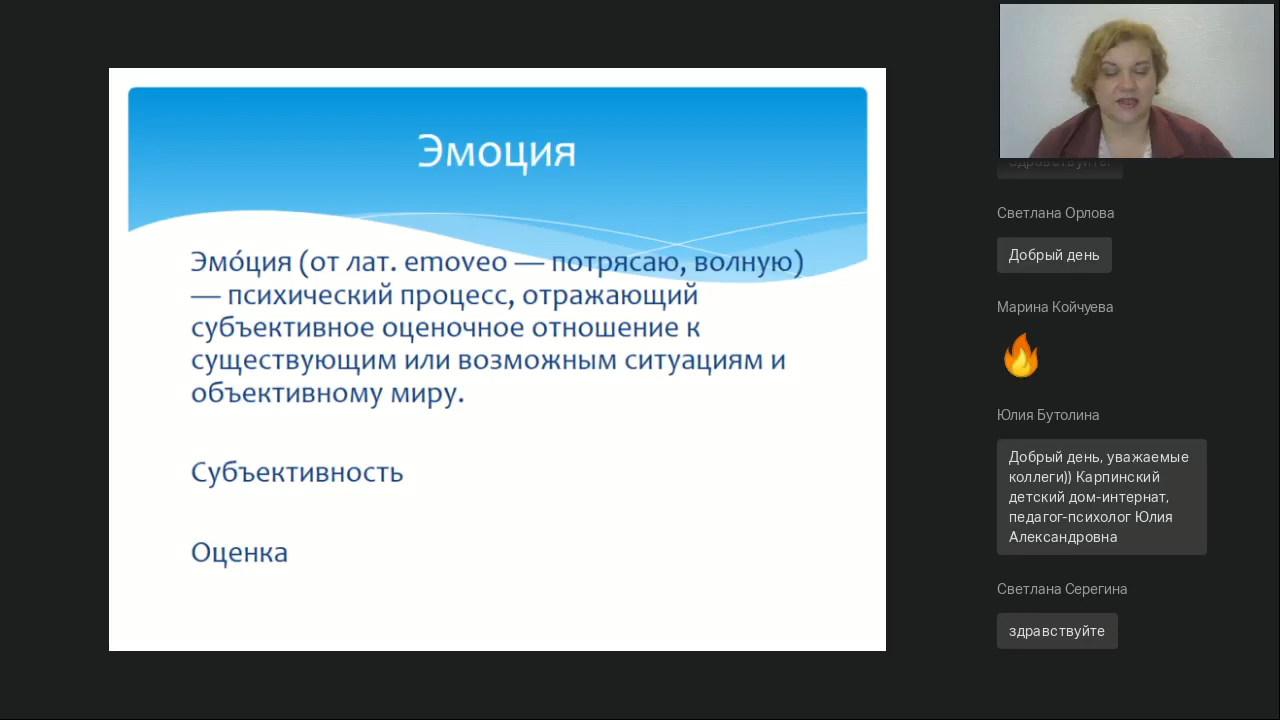 Эмоция
Эмо́ция (от лат. emoveo — потрясаю, волную)
— психический процесс, отражающий
субъективное оценочное отношение к
существующим или возможным ситуациям и
объективному миру.
Субъективность
Оценка
Здравствуйте!
Светлана Орлова
Добрый день
Марина Койчуева
Юлия Бутолина
Добрый день, уважаемые
коллеги)) Карпинский
детский дом-интернат,
педагог-психолог Юлия
Александровна
Светлана Серегина
здравствуйте